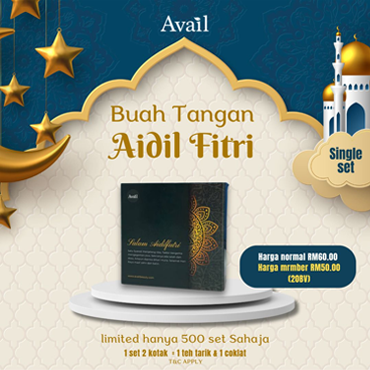 Avail
Buah Tangan
Aidil Fitri
Single
set
Avail
Salam Aidilfitri
Harga normal RM60.00
Harga mrmber RM50.00
(20BV)
limited hanya 500 set Sahaja
1 set 2 kotak + 1 teh tarik & 1 coklat
T&C APPLY